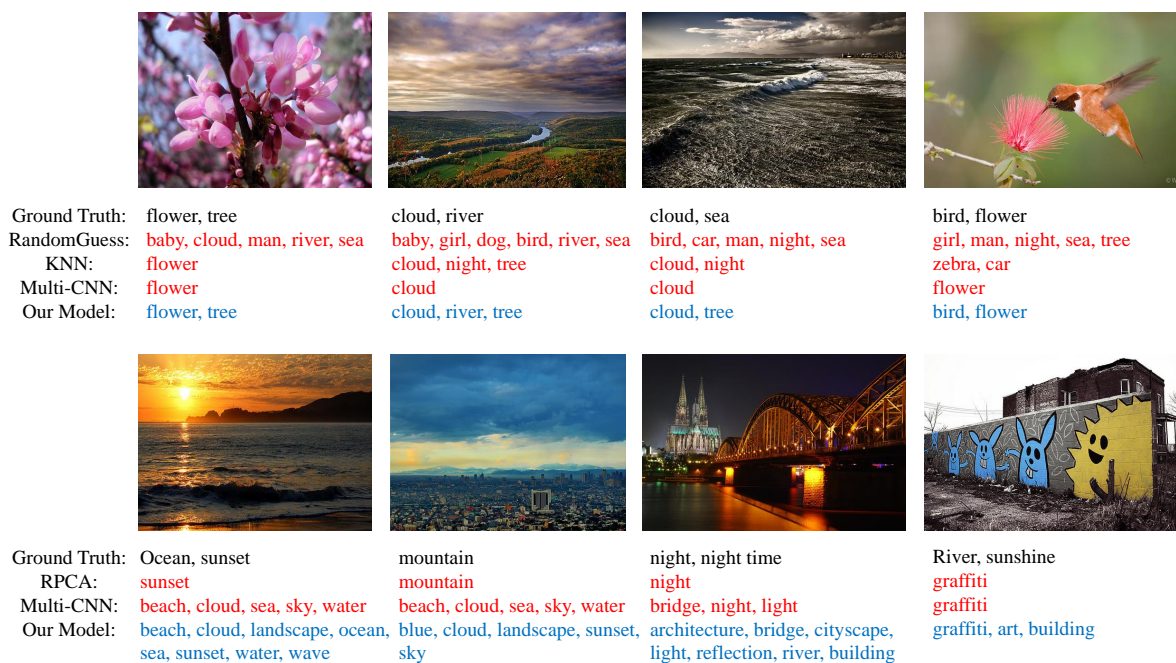 © W
Ground Truth: flower, tree cloud, river cloud, sea bird, flower
RandomGuess: baby, cloud, man, river, sea baby, girl, dog, bird, river, sea bird, car, man, night, sea girl, man, night, sea, tree
KNN: flower cloud, night, tree cloud, night zebra, car
Multi-CNN: flower cloud cloud flower
Our Model: flower, tree cloud, river, tree cloud, tree bird, flower
Ground Truth: Ocean, sunset mountain night, night time River, sunshine
RPCA: sunset mountain night graffiti
Multi-CNN: beach, cloud, sea, sky, water beach, cloud, sea, sky, water bridge, night, light graffiti
Our Model: beach, cloud, landscape, ocean, blue, cloud, landscape, sunset, architecture, bridge, cityscape, graffiti, art, building
sea, sunset, water, wave sky light, reflection, river, building